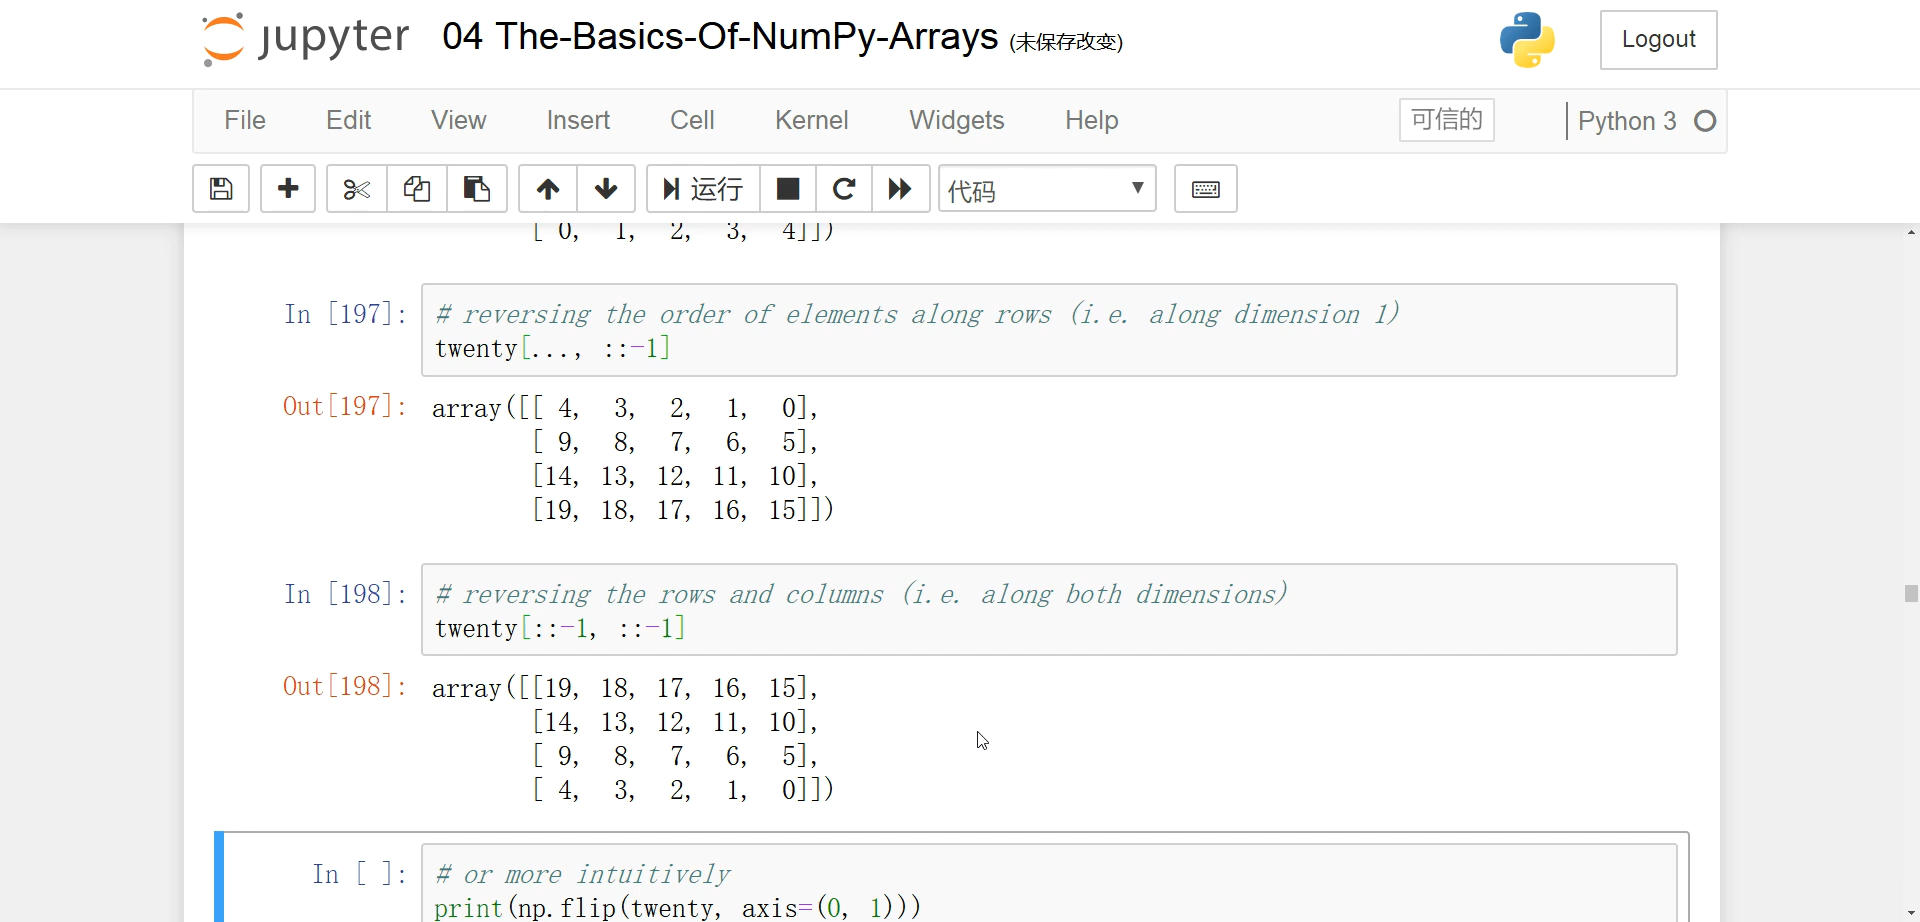 jupyter 04 The-Basics-Of-NumPy-Arrays (未保存改变) Logout
File Edit View Insert Cell Kernel Widgets Help 可信的 Python 3
运行 代码
[ 0, 1, 2, 3, 4]])
In [197]: # reversing the order of elements along rows (i.e. along dimension 1)
twenty[..., ::-1]
Out[197]: array([[ 4, 3, 2, 1, 0],
[ 9, 8, 7, 6, 5],
[14, 13, 12, 11, 10],
[19, 18, 17, 16, 15]])
In [198]: # reversing the rows and columns (i.e. along both dimensions)
twenty[::-1, ::-1]
Out[198]: array([[19, 18, 17, 16, 15],
[14, 13, 12, 11, 10],
[ 9, 8, 7, 6, 5],
[ 4, 3, 2, 1, 0]])
In [ ]: # or more intuitively
print(np.flip(twenty, axis=(0, 1)))